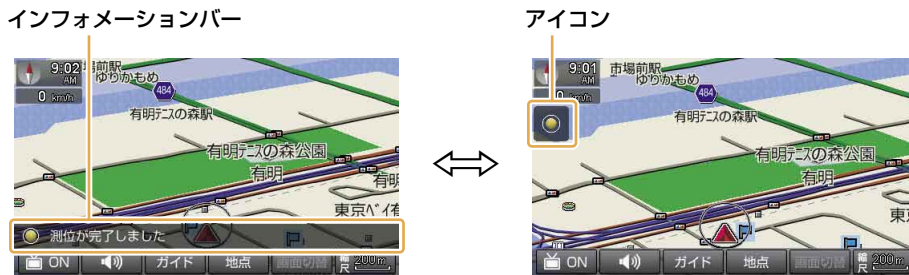 インフォメーションバー
アイコン
9:02
AM
場前駅
ゆりかもめ
0 km/h
484
有明テニスの森駅
有明テニスの森公園
有明
有明
東京ベイ有
測位が完了しました
ON
ガイド
地点
画面切替
縮尺
200m
9:01
AM
市場前駅
ゆりかもめ
0 km/h
484
有明テニスの森駅
有明テニスの森公園
有明
東
ON
ガイド
地点
画面切替
縮尺
200m